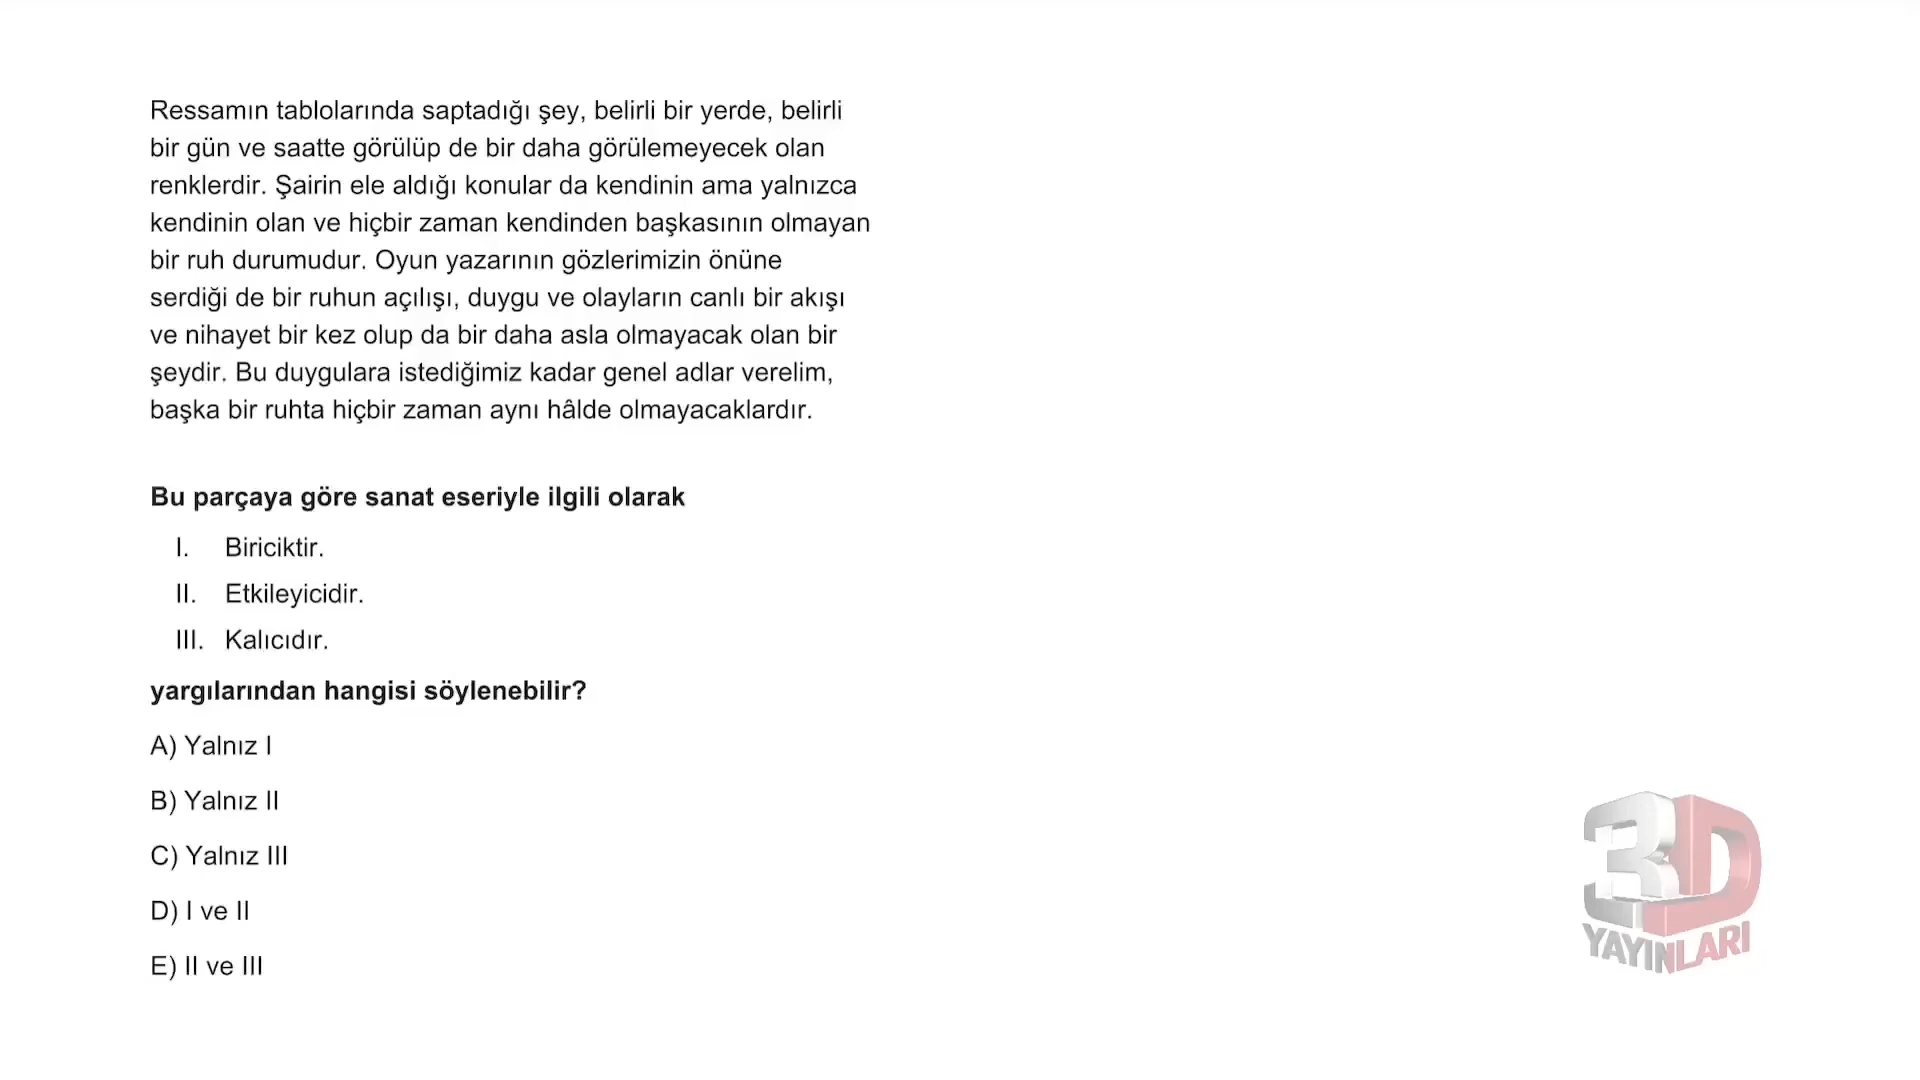 Ressamın tablolarında saptadığı şey, belirli bir yerde, belirli
bir gün ve saatte görülüp de bir daha görülemeyecek olan
renklerdir. Şairin ele aldığı konular da kendinin ama yalnızca
kendinin olan ve hiçbir zaman kendinden başkasının olmayan
bir ruh durumudur. Oyun yazarının gözlerimizin önüne
serdiği de bir ruhun açılışı, duygu ve olayların canlı bir akışı
ve nihayet bir kez olup da bir daha asla olmayacak olan bir
şeydir. Bu duygulara istediğimiz kadar genel adlar verelim,
başka bir ruhta hiçbir zaman aynı hâlde olmayacaklardır.
Bu parçaya göre sanat eseriyle ilgili olarak
I. Biriciktir.
II. Etkileyicidir.
III. Kalıcıdır.
yargılarından hangisi söylenebilir?
A) Yalnız I
B) Yalnız II
C) Yalnız III
D) I ve II
E) II ve III
3D
YAYINLARI